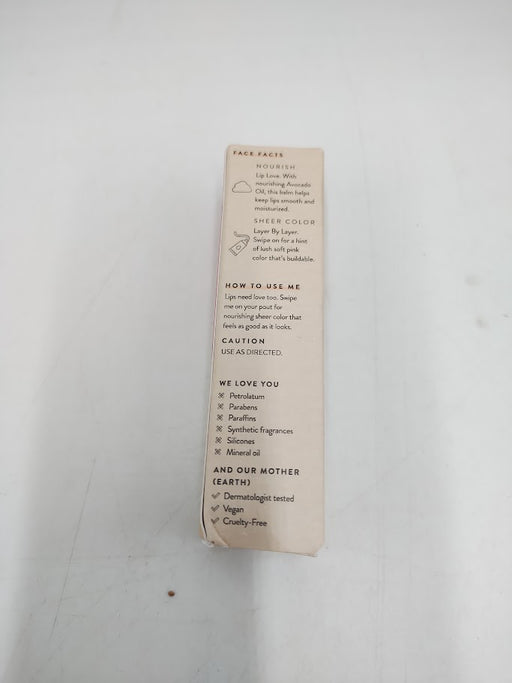 FACE FACTS
NOURISH
Lip Love. With
nourishing Avocado
Oil, this balm helps
keep lips smooth and
moisturized.
SHEER COLOR
Layer By Layer.
Swipe on for a hint
of lush soft pink
color that's buildable.
HOW TO USE ME
Lips need love too. Swipe
me on your pout for
nourishing sheer color that
feels as good as it looks.
CAUTION
USE AS DIRECTED.
WE LOVE YOU
Petrolatum
Parabens
Paraffins
Synthetic fragrances
Silicones
Mineral oil
AND OUR MOTHER
(EARTH)
Dermatologist tested
Vegan
Cruelty-Free